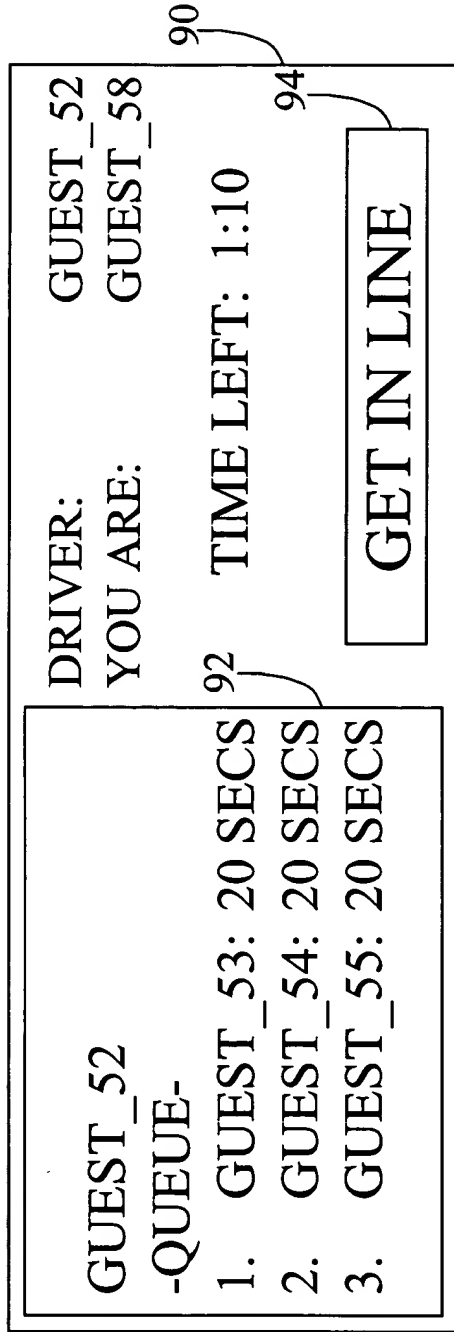 GUEST_52
-QUEUE-
1. GUEST_53: 20 SECS
2. GUEST_54: 20 SECS
3. GUEST_55: 20 SECS
92
DRIVER: GUEST_52
YOU ARE: GUEST_58
TIME LEFT: 1:10
GET IN LINE
90
94